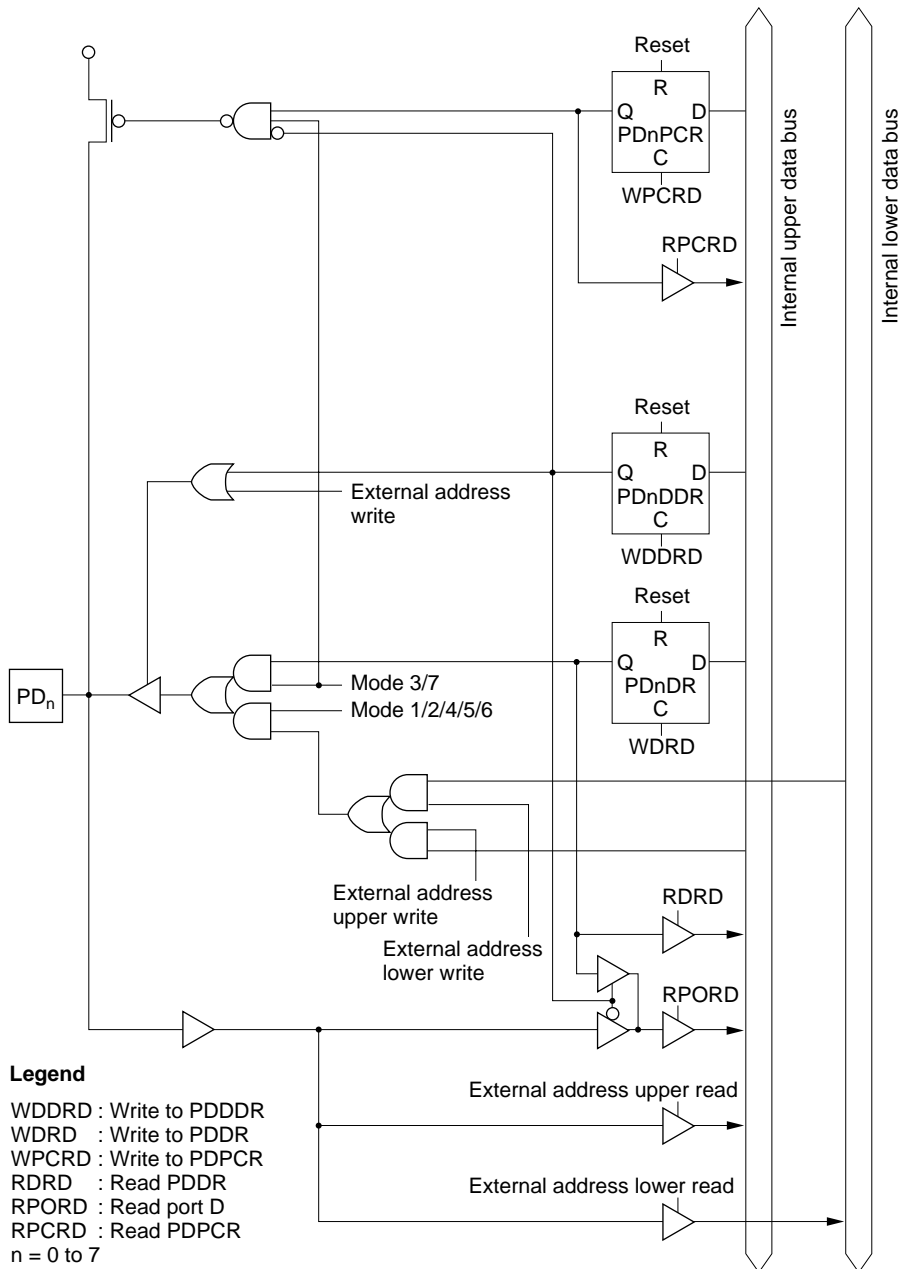 Reset
R
Q D
PDnPCR
C
WPCRD
RPCRD
Internal upper data bus
Internal lower data bus
Reset
R
Q D
PDnDDR
C
WDDRD
External address
write
Reset
R
Q D
PDnDR
C
WDRD
PDn
Mode 3/7
Mode 1/2/4/5/6
External address
upper write
External address
lower write
RDRD
RPORD
External address upper read
External address lower read
Legend
WDDRD : Write to PDDDR
WDRD : Write to PDDR
WPCRD : Write to PDPCR
RDRD : Read PDDR
RPORD : Read port D
RPCRD : Read PDPCR
n = 0 to 7